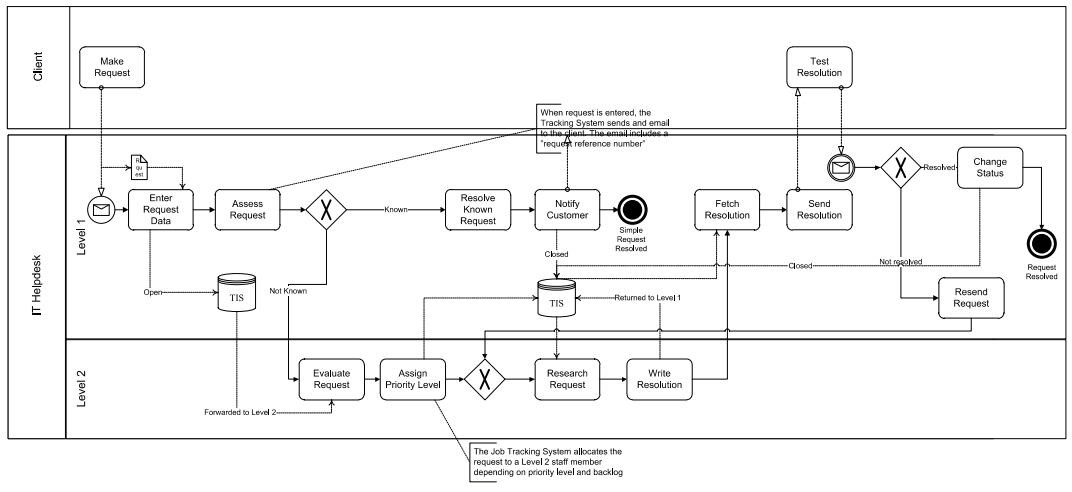 Client
Make
Request
Test
Resolution
When request is entered, the
Tracking System sends and email
to the client. The email includes a
"request reference number"
IT Helpdesk
Level 1
R
qu
est
Enter
Request
Data
Assess
Request
X
Known
Resolve
Known
Request
Notify
Customer
Simple
Request
Resolved
Fetch
Resolution
Send
Resolution
X
Resolved
Change
Status
Request
Resolved
Closed
Closed
Not resolved
Resend
Request
Open
TIS
Not Known
TIS
Returned to Level 1
Level 2
Evaluate
Request
Assign
Priority Level
X
Research
Request
Write
Resolution
Forwarded to Level 2
The Job Tracking System allocates the
request to a Level 2 staff member
depending on priority level and backlog